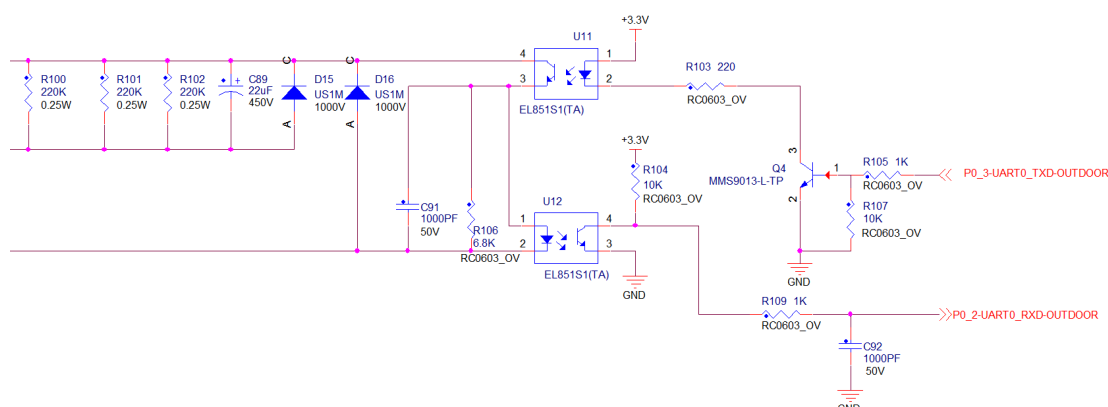 +3.3V
U11
4
1
3
2
EL851S1(TA)
R100
220K
0.25W
R101
220K
0.25W
R102
220K
0.25W
C89
22uF
450V
+
C
D15
US1M
1000V
A
C
D16
US1M
1000V
A
R103 220
RC0603_OV
+3.3V
R104
10K
RC0603_OV
3
Q4
MMS9013-L-TP
1
2
R105 1K
RC0603_OV
P0_3-UART0_TXD-OUTDOOR
R107
10K
RC0603_OV
GND
C91
1000PF
50V
R106
6.8K
RC0603_OV
U12
1
4
2
3
EL851S1(TA)
GND
R109 1K
RC0603_OV
P0_2-UART0_RXD-OUTDOOR
C92
1000PF
50V
GND